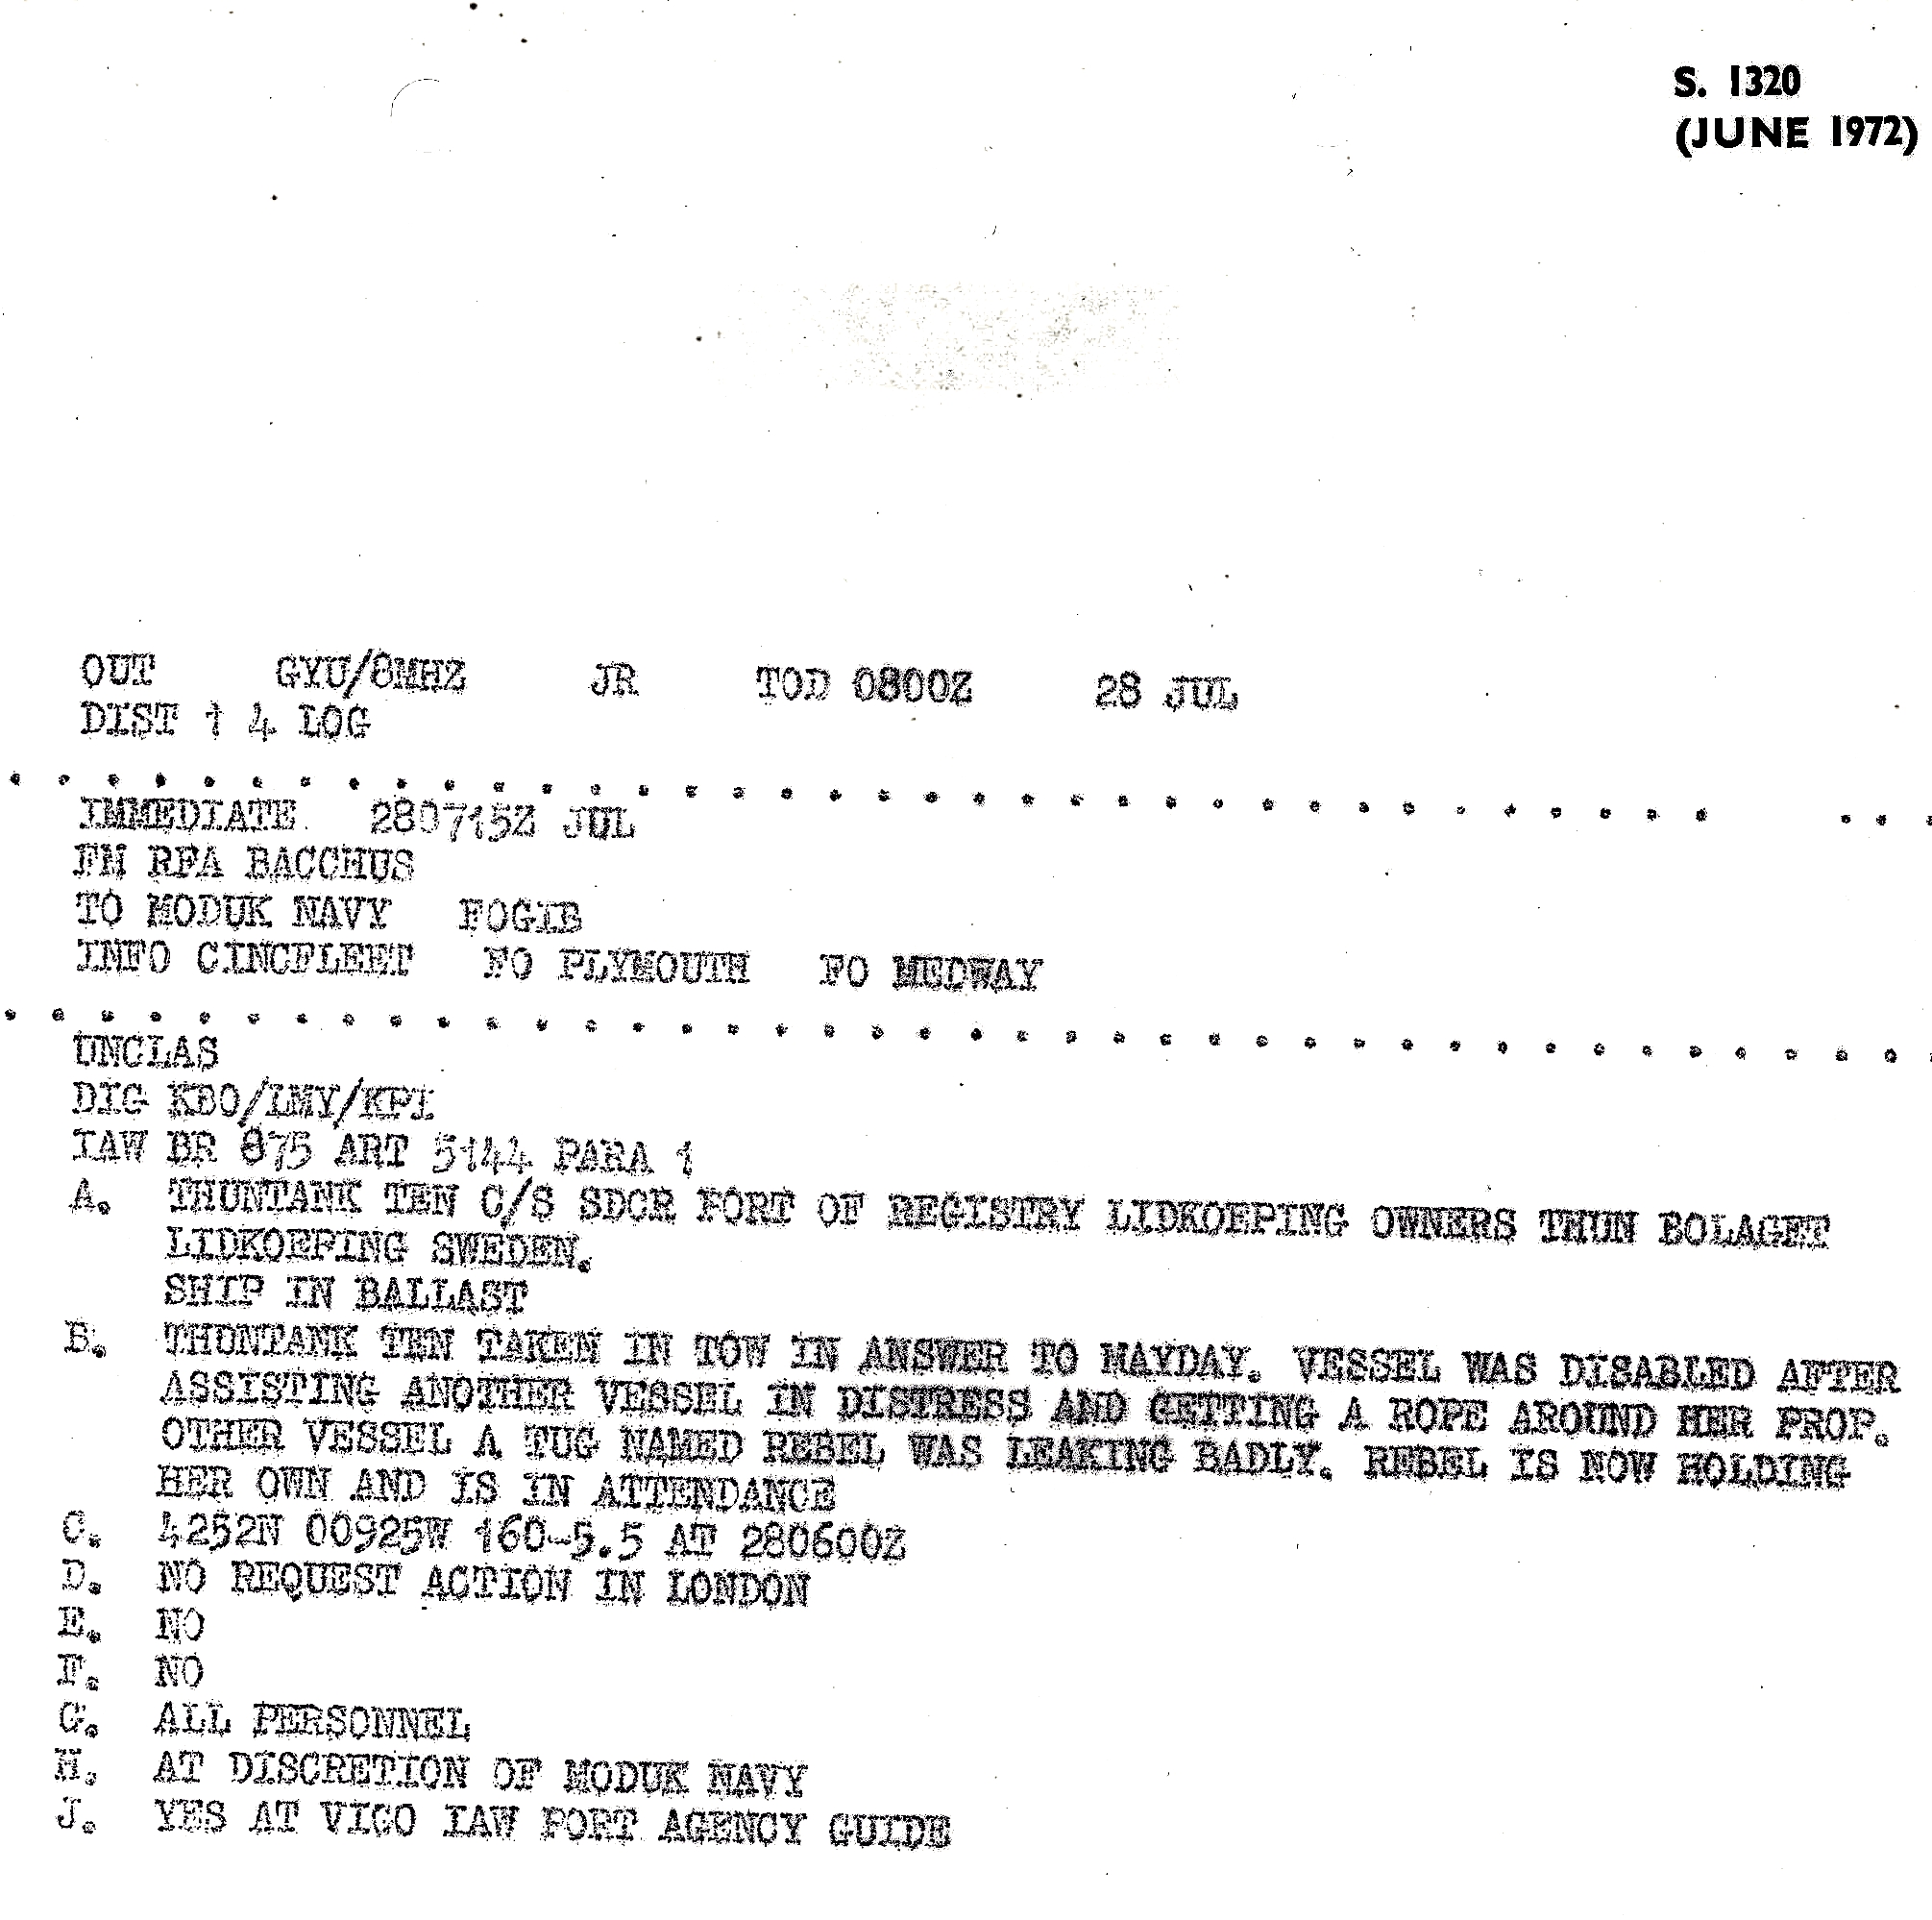 S. 1320
(JUNE 1972)
OUT GYU/8MHZ JR TOD 0800Z 28 JUL
DIST 1 4 LOG
IMMEDIATE 280715Z JUL
FM RFA BACCHUS
TO MODUK NAVY FOGIB
INFO CINCFLEET FO PLYMOUTH FO MEDWAY
UNCLAS
DIG KBO/LMY/KPI
IAW BR 875 ART 5144 PARA 1
A. THUNTANK TEN C/S SDCR PORT OF REGISTRY LIDKOEPING OWNERS THUN BOLAGET
LIDKOEPING SWEDEN.
SHIP IN BALLAST
B. THUNTANK TEN TAKEN IN TOW IN ANSWER TO MAYDAY. VESSEL WAS DISABLED AFTER
ASSISTING ANOTHER VESSEL IN DISTRESS AND GETTING A ROPE AROUND HER PROP.
OTHER VESSEL A TUG NAMED REBEL WAS LEAKING BADLY. REBEL IS NOW HOLDING
HER OWN AND IS IN ATTENDANCE
C. 4252N 00925W 160-5.5 AT 280600Z
D. NO REQUEST ACTION IN LONDON
E. NO
F. NO
G. ALL PERSONNEL
H. AT DISCRETION OF MODUK NAVY
J. YES AT VIGO IAW PORT AGENCY GUIDE